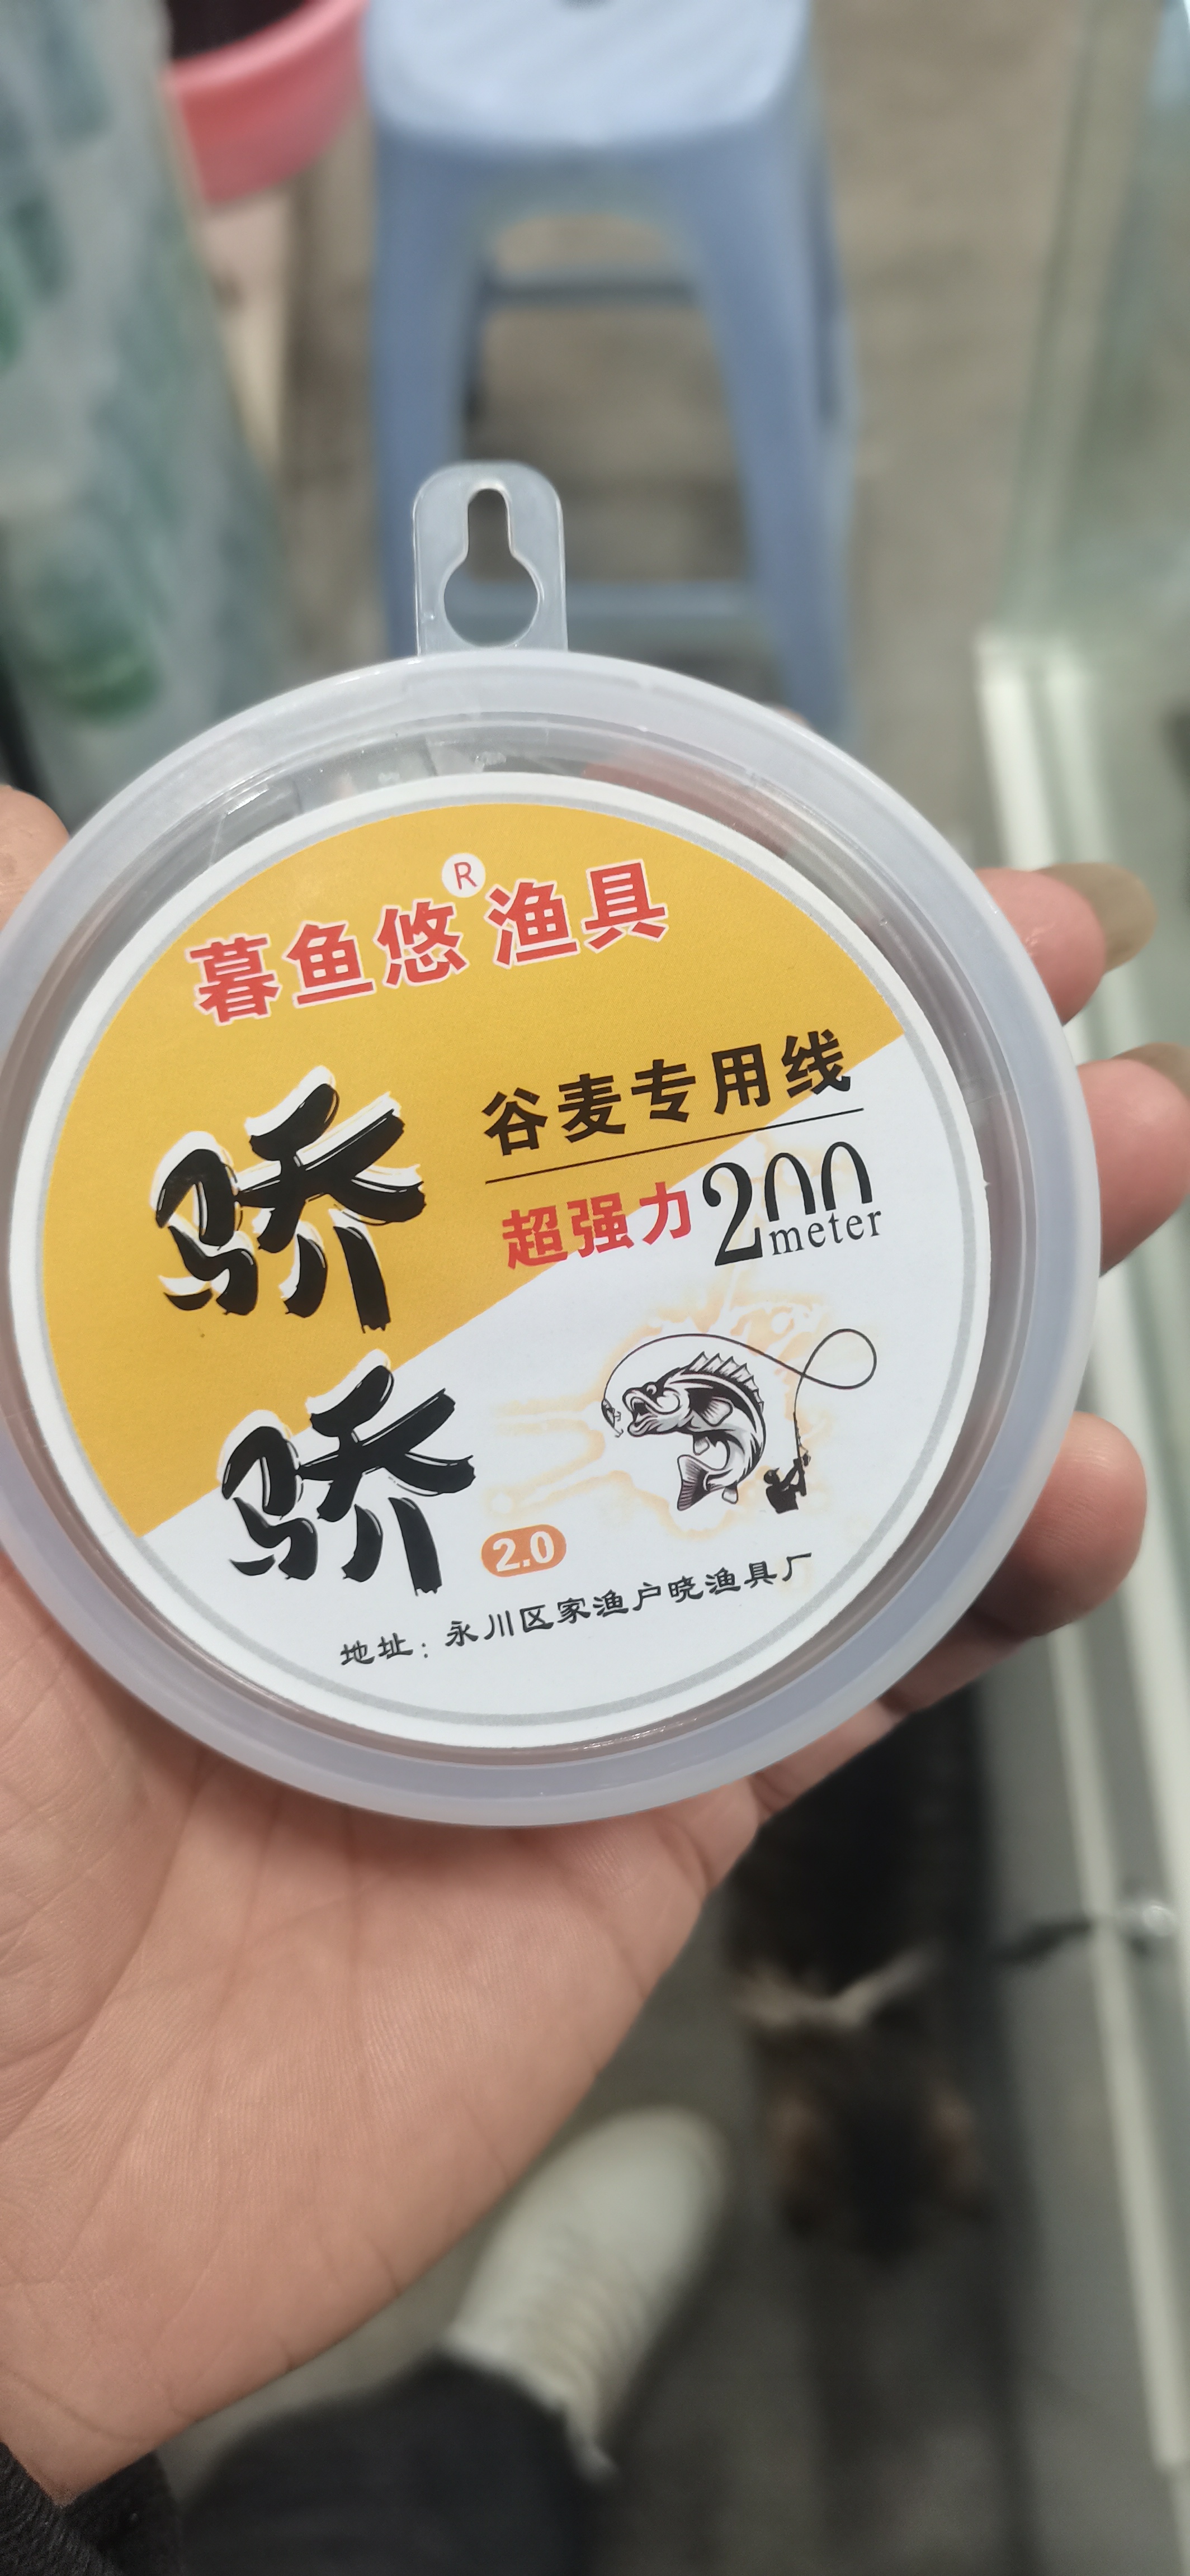 暮鱼悠®渔具
谷麦专用线
超强力200meter
骄
骄
2.0
地址：永川区家渔户晓渔具厂